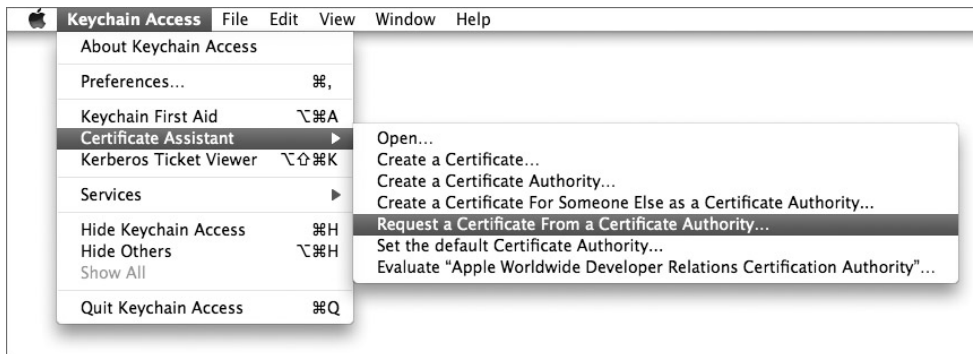 Keychain Access File Edit View Window Help
About Keychain Access
Preferences... ⌘,
Keychain First Aid ⌥⌘A
Certificate Assistant ▶
Kerberos Ticket Viewer ⌥⇧⌘K
Services ▶
Hide Keychain Access ⌘H
Hide Others ⌥⌘H
Show All
Quit Keychain Access ⌘Q
Open...
Create a Certificate...
Create a Certificate Authority...
Create a Certificate For Someone Else as a Certificate Authority...
Request a Certificate From a Certificate Authority...
Set the default Certificate Authority...
Evaluate “Apple Worldwide Developer Relations Certification Authority”...